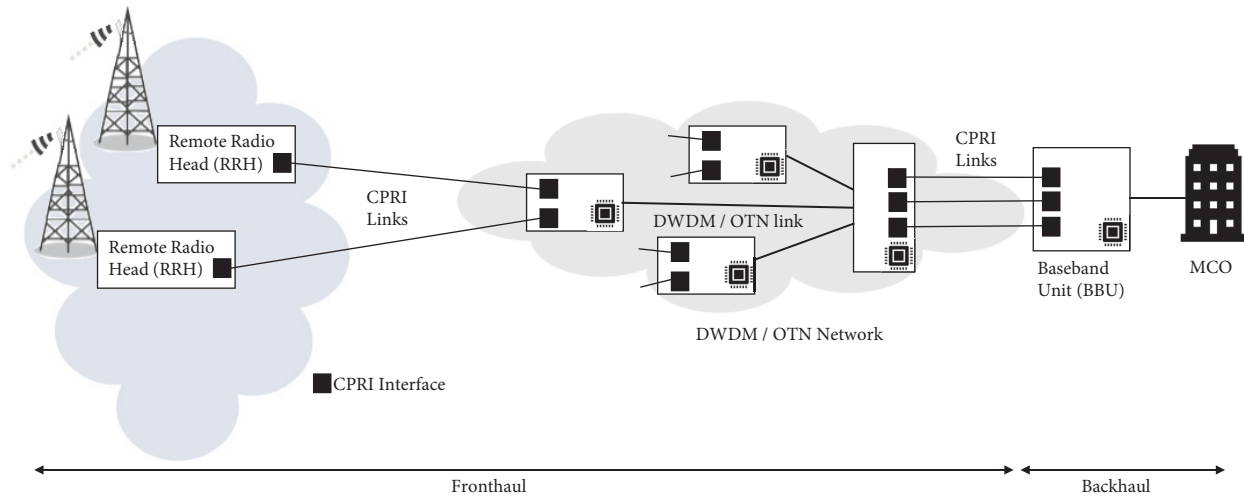 Remote Radio
Head (RRH)
Remote Radio
Head (RRH)
CPRI
Links
CPRI Interface
DWDM / OTN link
DWDM / OTN Network
CPRI
Links
Baseband
Unit (BBU)
MCO
Fronthaul
Backhaul